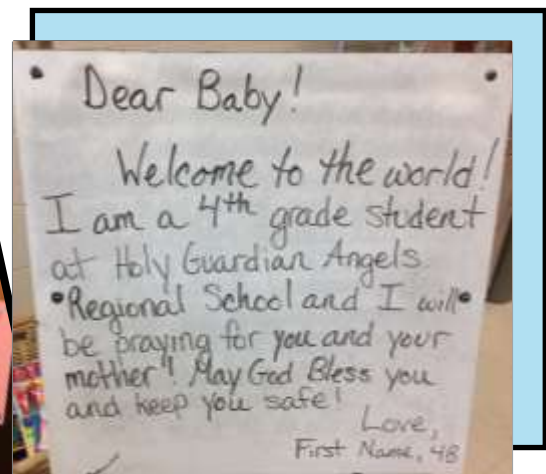 Dear Baby!
Welcome to the world!
I am a 4th grade student
at Holy Guardian Angels
Regional School and I will
be praying for you and your
mother! May God Bless you
and keep you safe!
Love,
First Name, 4B